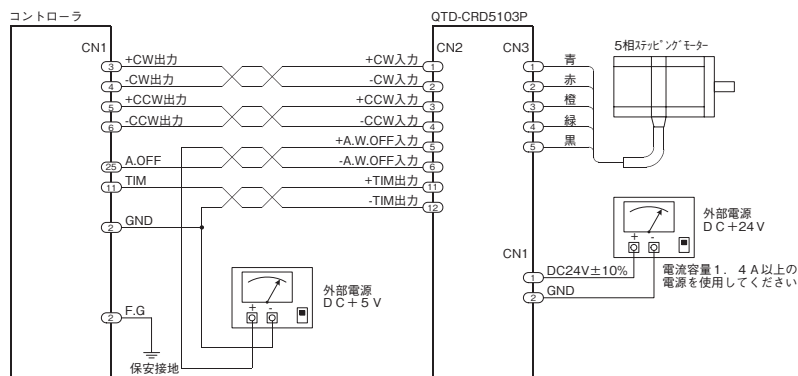 コントローラ
QTD-CRD5103P
CN1
CN2
CN3
5相ステッピングモーター
3 +CW出力
+CW入力 1
1 青
4 -CW出力
-CW入力 2
2 赤
5 +CCW出力
+CCW入力 3
3 橙
6 -CCW出力
-CCW入力 4
4 緑
+A.W.OFF入力 5
5 黒
25 A.OFF
-A.W.OFF入力 6
11 TIM
+TIM出力 11
-TIM出力 12
2 GND
外部電源
DC+24V
+ -
CN1
1 DC24V±10%
電流容量1.4A以上の
電源を使用してください
2 GND
外部電源
DC+5V
+ -
2 F.G
保安接地